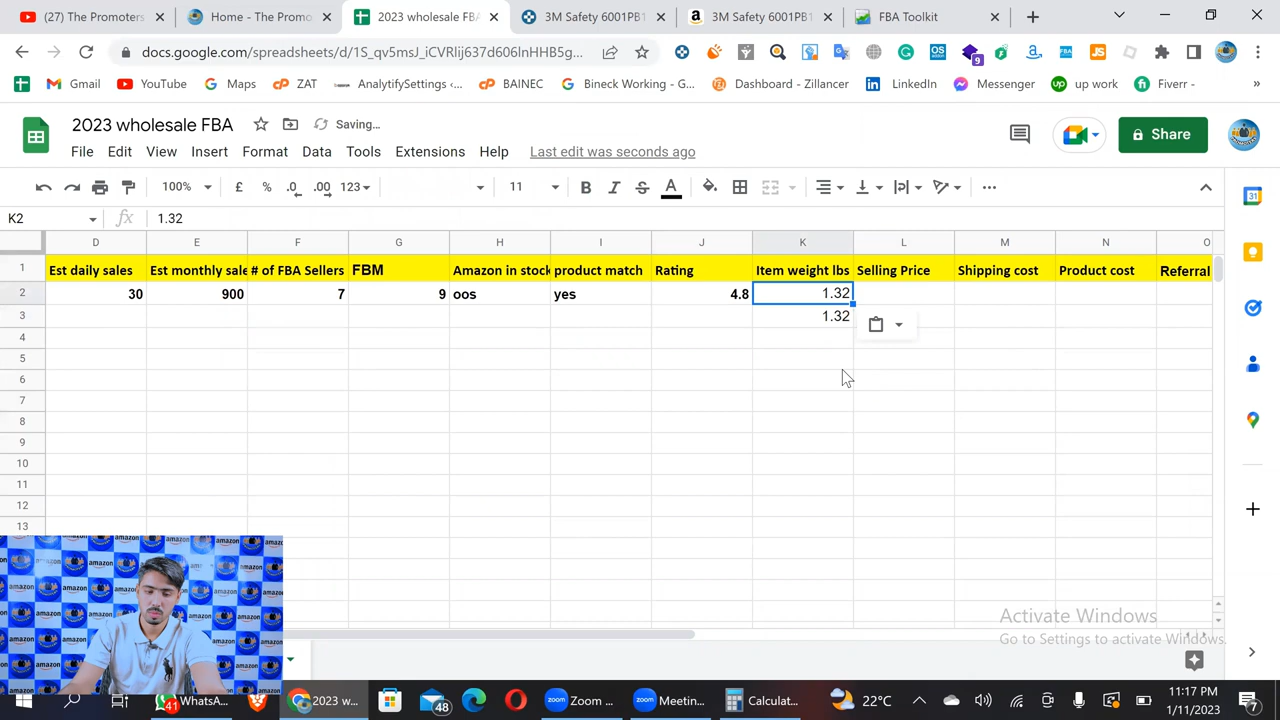 (27) The Promoters
Home - The Promo
2023 wholesale FBA
3M Safety 6001PB1
3M Safety 6001PB1
FBA Toolkit
docs.google.com/spreadsheets/d/1S_qv5msJ_iCVRlij637d606lnHHB5g...
9
Gmail
YouTube
Maps
ZAT
AnalytifySettings ‹...
BAINEC
Bineck Working - G...
Dashboard - Zillancer
LinkedIn
Messenger
up work
Fiverr -
»
2023 wholesale FBA
Saving...
Share
File Edit View Insert Format Data Tools Extensions Help Last edit was seconds ago
100% £ % .0 .00 123 11 B I S A
K2 fx 1.32
D E F G H I J K L M N O
1 Est daily sales Est monthly sale # of FBA Sellers FBM Amazon in stock product match Rating Item weight lbs Selling Price Shipping cost Product cost Referral
2 30 900 7 9 oos yes 4.8 1.32
3 1.32
4
5
6
7
8
9
10
11
12
13
Activate Windows
Go to Settings to activate Windows.
41 WhatsA...
2023 w...
48
zoom Zoom ...
zoom Meetin...
Calculat...
22°C
11:17 PM
1/11/2023
7